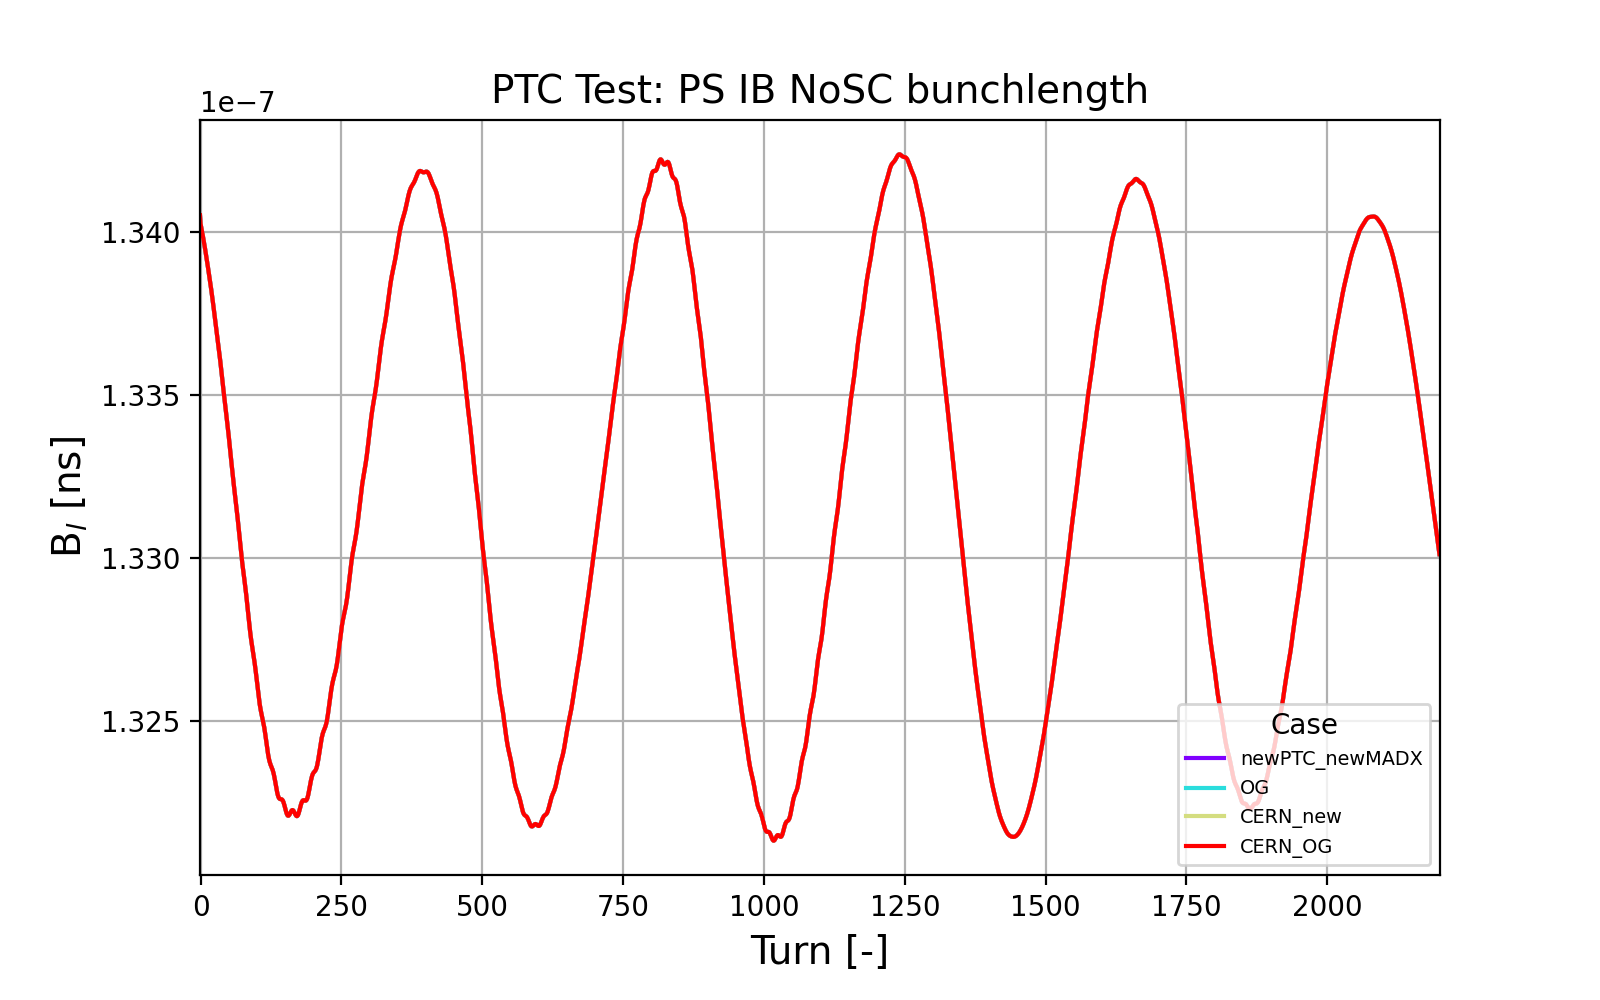 PTC Test: PS IB NoSC bunchlength
1e−7
1.340
1.335
1.330
1.325
B_l [ns]
0 250 500 750 1000 1250 1500 1750 2000
Turn [-]
Case
newPTC_newMADX
OG
CERN_new
CERN_OG